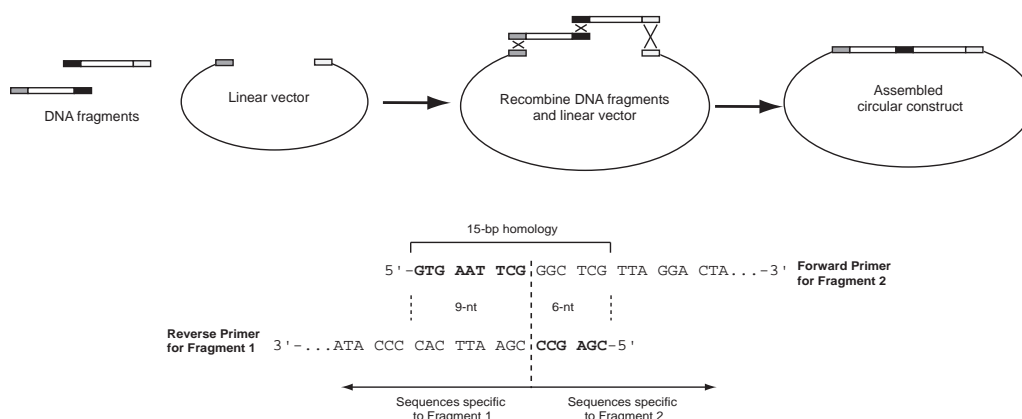 DNA fragments
Linear vector
Recombine DNA fragments
and linear vector
Assembled
circular construct
15-bp homology
5'-GTG AAT TCG GGC TCG TTA GGA CTA...-3'
Forward Primer
for Fragment 2
9-nt
6-nt
Reverse Primer
for Fragment 1
3'-...ATA CCC CAC TTA AGC CCG AGC-5'
Sequences specific
to Fragment 1
Sequences specific
to Fragment 2